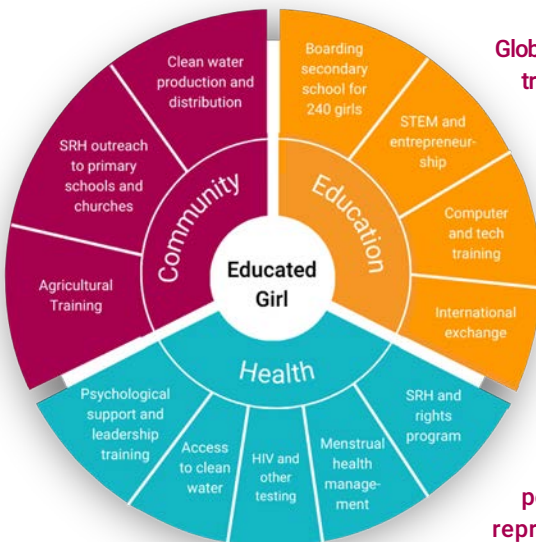 Clean water
production and
distribution
SRH outreach
to primary
schools and
churches
Agricultural
Training
Community
Boarding
secondary
school for
240 girls
STEM and
entrepreneur-
ship
Computer
and tech
training
International
exchange
Education
Educated
Girl
Health
Psychological
support and
leadership
training
Access
to clean
water
HIV and
other
testing
Menstrual
health
manage-
ment
SRH and
rights
program